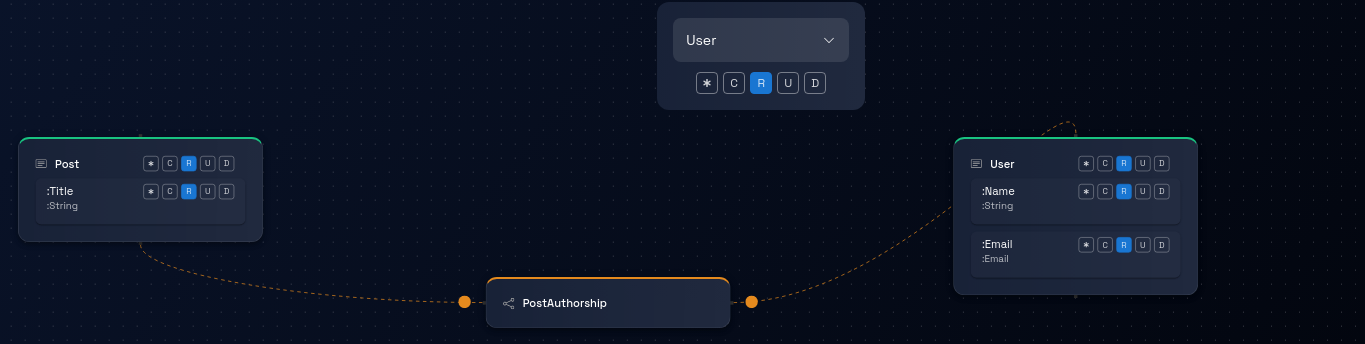 User
* C R U D
Post * C R U D
:Title * C R U D
:String
User * C R U D
:Name * C R U D
:String
:Email * C R U D
:Email
PostAuthorship